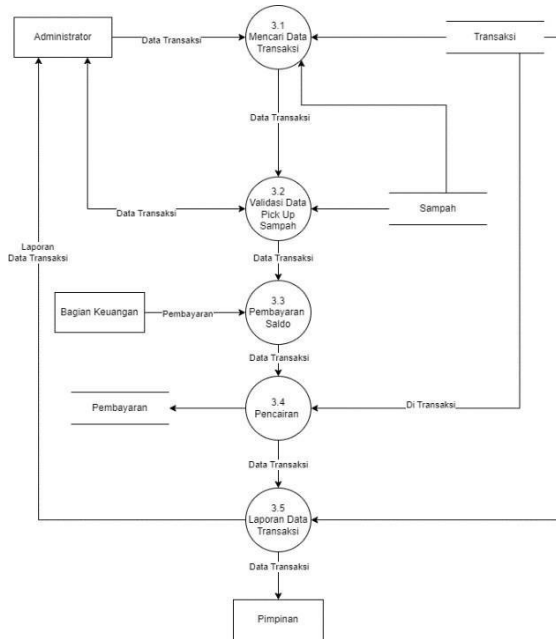 3.1
Mencari Data
Transaksi
Administrator
Data Transaksi
Transaksi
Data Transaksi
3.2
Validasi Data
Pick Up
Sampah
Data Transaksi
Sampah
Laporan
Data Transaksi
Data Transaksi
3.3
Pembayaran
Saldo
Bagian Keuangan
Pembayaran
Data Transaksi
3.4
Pencairan
Pembayaran
Di Transaksi
Data Transaksi
3.5
Laporan Data
Transaksi
Data Transaksi
Pimpinan